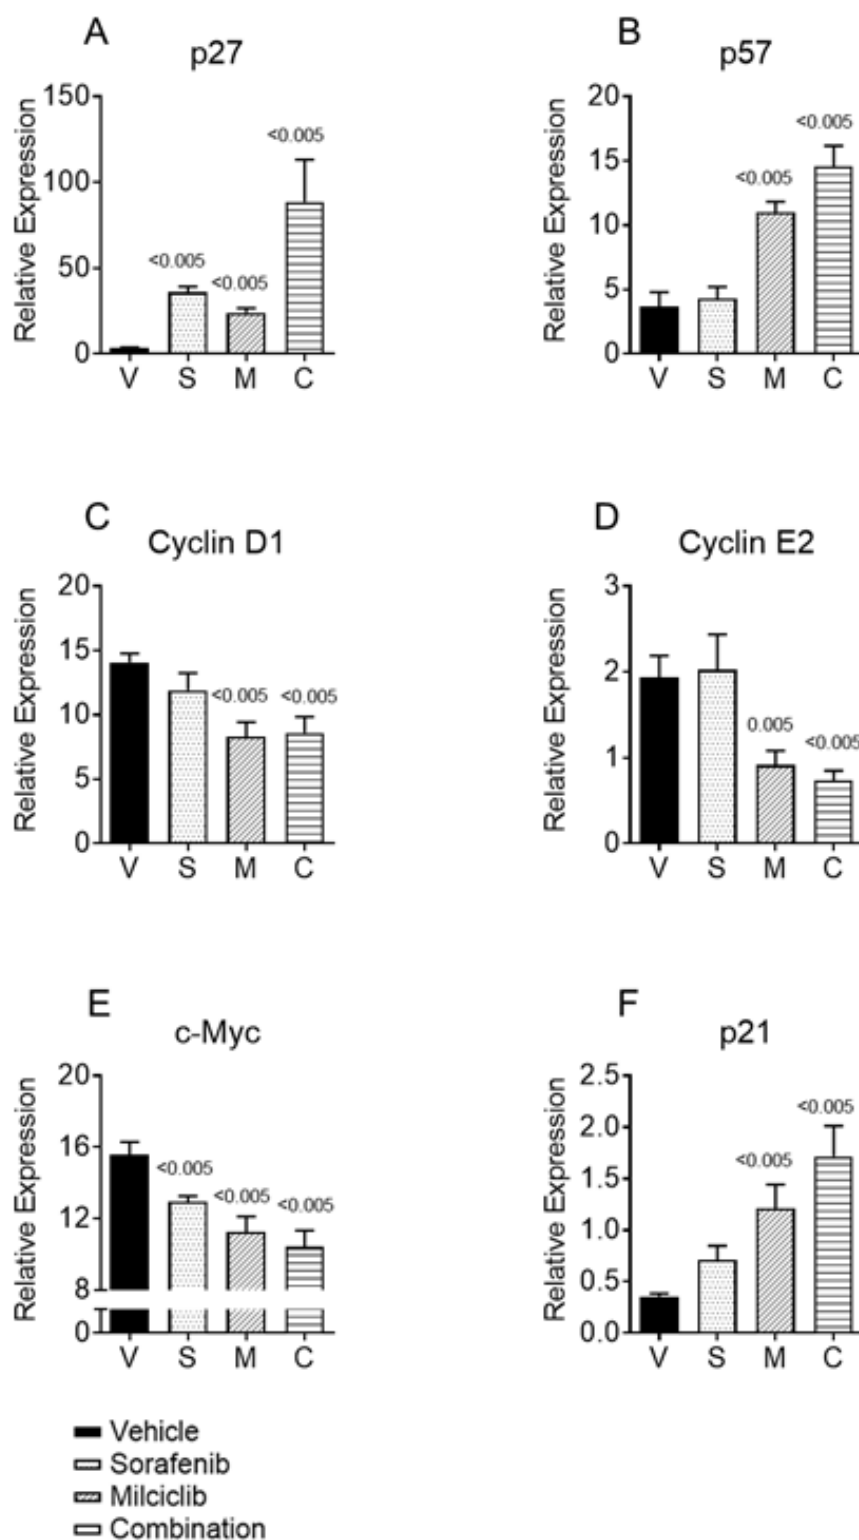 A
p27
Relative Expression
150
100
50
0
<0.005
<0.005
<0.005
V S M C
B
p57
Relative Expression
20
15
10
5
0
<0.005
<0.005
V S M C
C
Cyclin D1
Relative Expression
20
15
10
5
0
<0.005
<0.005
V S M C
D
Cyclin E2
Relative Expression
3
2
1
0
0.005
<0.005
V S M C
E
c-Myc
Relative Expression
20
16
12
8
0
<0.005
<0.005
<0.005
V S M C
F
p21
Relative Expression
2.5
2.0
1.5
1.0
0.5
0.0
<0.005
<0.005
V S M C
Vehicle
Sorafenib
Milciclib
Combination